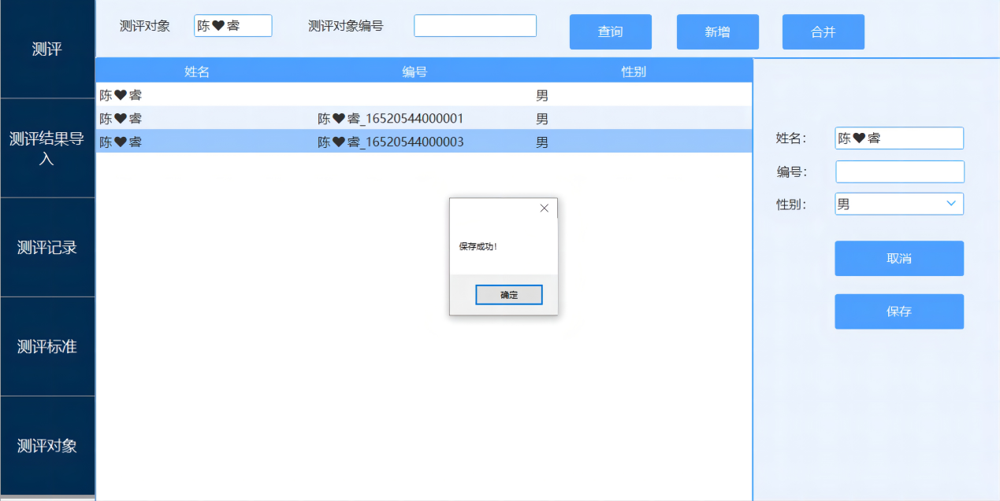 测评
测评结果导
入
测评记录
测评标准
测评对象
测评对象 陈❤睿 测评对象编号 查询 新增 合并
姓名 编号 性别
陈❤睿 男
陈❤睿 陈❤睿_16520544000001 男
陈❤睿 陈❤睿_16520544000003 男
姓名： 陈❤睿
编号：
性别： 男
取消
保存
保存成功！
确定